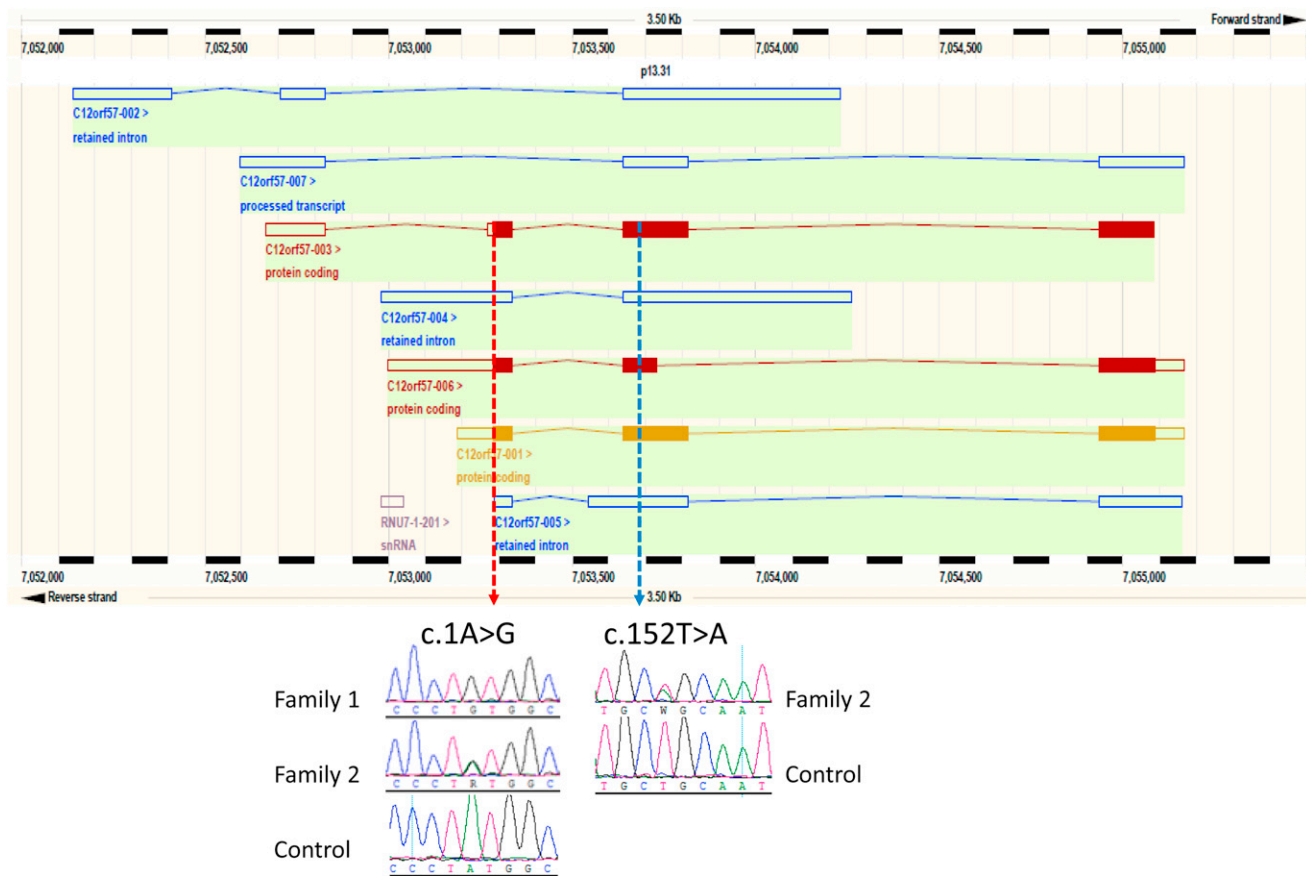 3.50 Kb Forward strand
7,052,000 7,052,500 7,053,000 7,053,500 7,054,000 7,054,500 7,055,000
p13.31
C12orf57-002 >
retained intron
C12orf57-007 >
processed transcript
C12orf57-003 >
protein coding
C12orf57-004 >
retained intron
C12orf57-006 >
protein coding
C12orf57-001 >
protein coding
RNU7-1-201 > C12orf57-005 >
snRNA retained intron
7,052,000 7,052,500 7,053,000 7,053,500 7,054,000 7,054,500 7,055,000
Reverse strand 3.50 Kb
c.1A>G c.152T>A
Family 1 Family 2
C C C T G T G G C T G C W G C A A T
Family 2 Control
C C C T R T G G C T G C T G C A A T
Control
C C C T A T G G C